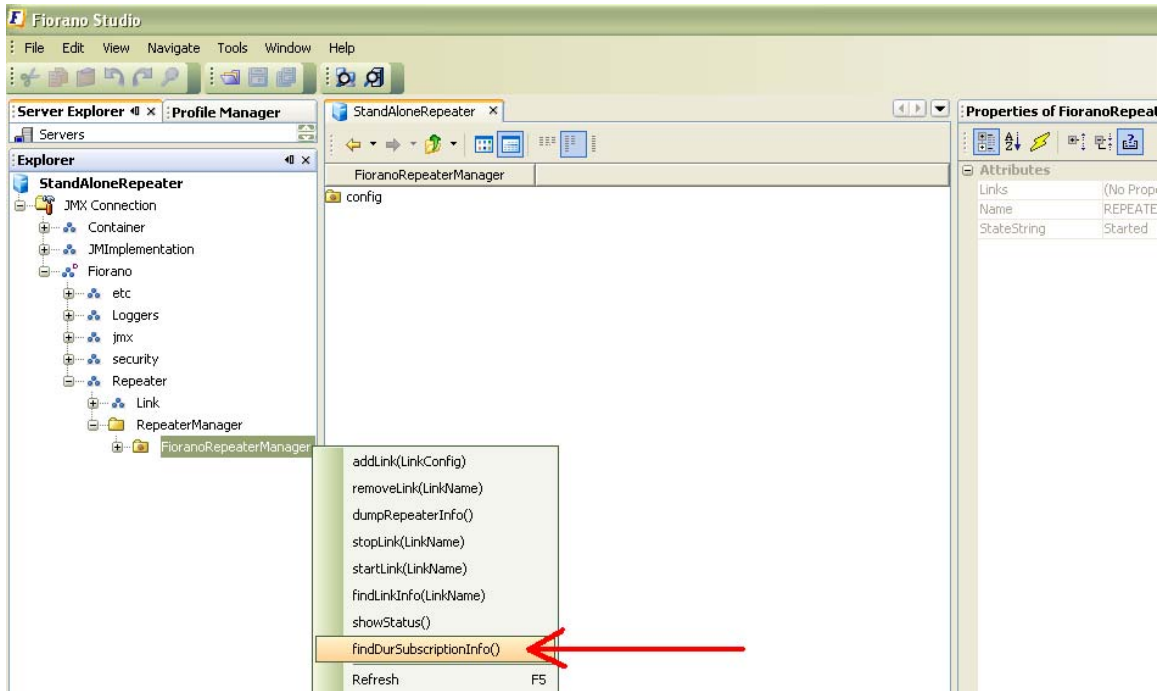 Fiorano Studio
File Edit View Navigate Tools Window Help
Server Explorer Profile Manager
Servers
Explorer
StandAloneRepeater
JMX Connection
Container
JMImplementation
Fiorano
etc
Loggers
jmx
security
Repeater
Link
RepeaterManager
FioranoRepeaterManager
StandAloneRepeater
FioranoRepeaterManager
config
addLink(LinkConfig)
removeLink(LinkName)
dumpRepeaterInfo()
stopLink(LinkName)
startLink(LinkName)
findLinkInfo(LinkName)
showStatus()
findDurSubscriptionInfo()
Refresh F5
Properties of FioranoRepeat
Attributes
Links (No Prop
Name REPEATE
StateString Started